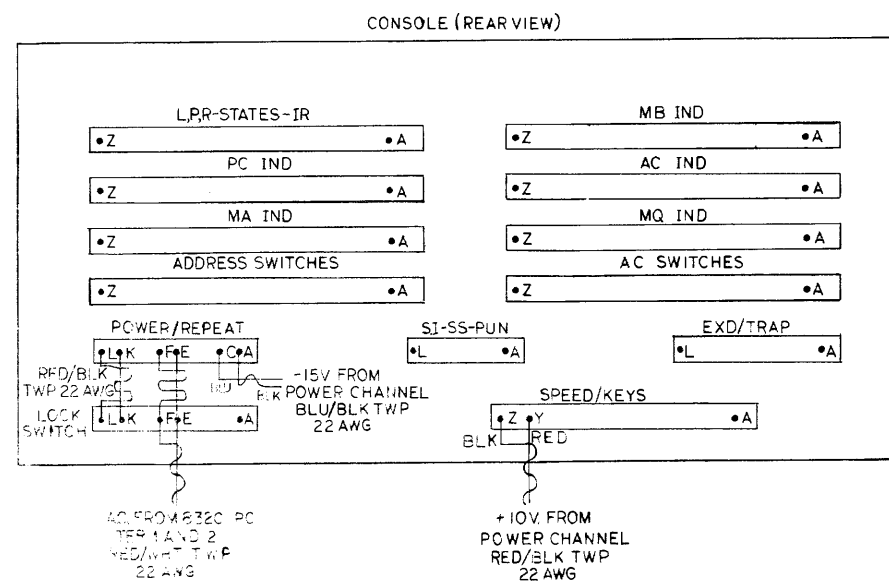 CONSOLE (REAR VIEW)
L,P,R-STATES-IR
•Z •A
MB IND
•Z •A
PC IND
•Z •A
AC IND
•Z •A
MA IND
•Z •A
MQ IND
•Z •A
ADDRESS SWITCHES
•Z •A
AC SWITCHES
•Z •A
POWER/REPEAT
•L•K •F•E •C•A
SI-SS-PUN
•L •A
EXD/TRAP
•L •A
RED/BLK
TWP 22 AWG
BLU
BLK
-15V FROM
POWER CHANNEL
BLU/BLK TWP
22 AWG
LOCK
SWITCH
•L•K •F•E •A
SPEED/KEYS
•Z •Y •A
BLK RED
AC FROM 832C PC
TER 1 AND 2
RED/WHT TWP
22 AWG
+10V FROM
POWER CHANNEL
RED/BLK TWP
22 AWG